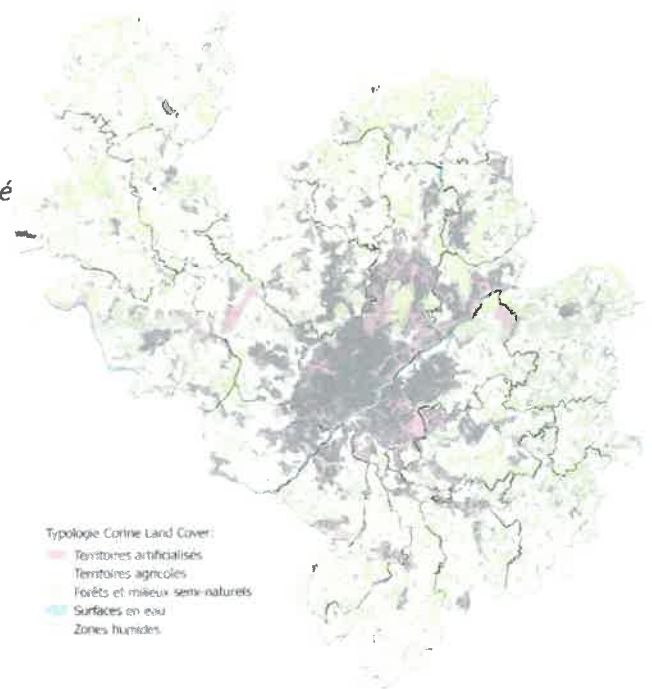 é
Typologie Corine Land Cover:
Territoires artificialisés
Territoires agricoles
Forêts et milieux semi-naturels
Surfaces en eau
Zones humides